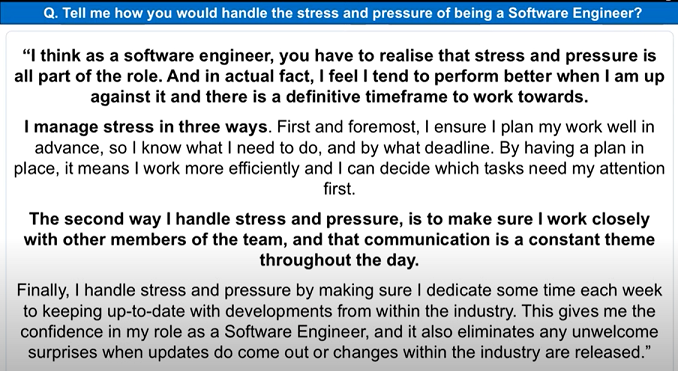 Q. Tell me how you would handle the stress and pressure of being a Software Engineer?
“I think as a software engineer, you have to realise that stress and pressure is
all part of the role. And in actual fact, I feel I tend to perform better when I am up
against it and there is a definitive timeframe to work towards.
I manage stress in three ways. First and foremost, I ensure I plan my work well in
advance, so I know what I need to do, and by what deadline. By having a plan in
place, it means I work more efficiently and I can decide which tasks need my attention
first.
The second way I handle stress and pressure, is to make sure I work closely
with other members of the team, and that communication is a constant theme
throughout the day.
Finally, I handle stress and pressure by making sure I dedicate some time each week
to keeping up-to-date with developments from within the industry. This gives me the
confidence in my role as a Software Engineer, and it also eliminates any unwelcome
surprises when updates do come out or changes within the industry are released.”